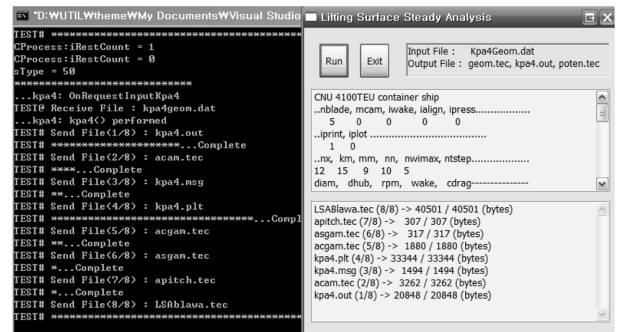 "D:₩UTIL₩theme₩My Documents₩Visual Studio
TEST# ******************************************
CProcess:iRestCount = 1
CProcess:iRestCount = 0
sType = 50
*****************************
...kpa4: OnRequestInputKpa4
TEST@ Receive File : kpa4geom.dat
...kpa4: kpa4() performed
TEST# Send File(1/8) : kpa4.out
TEST# *********************...Complete
TEST# Send File(2/8) : acam.tec
TEST# ****...Complete
TEST# Send File(3/8) : kpa4.msg
TEST# **...Complete
TEST# Send File(4/8) : kpa4.plt
TEST# *********************************...Compl
TEST# Send File(5/8) : acgam.tec
TEST# **...Complete
TEST# Send File(6/8) : asgam.tec
TEST# *...Complete
TEST# Send File(7/8) : apitch.tec
TEST# *...Complete
TEST# Send File(8/8) : LSABlawa.tec
TEST# ******************************************
Lifting Surface Steady Analysis
Run
Exit
Input File : Kpa4Geom.dat
Output File : geom.tec, kpa4.out, poten.tec
CNU 4100TEU container ship
..nblade, mcam, iwake, ialign, ipress..................
5 0 0 0 0
..iprint, iplot ......................................
1 0
..nx, km, mm, nn, nwimax, ntstep...................
12 15 9 10 5
diam, dhub, rpm, wake, cdrag---------------
LSABlawa.tec (8/8) -> 40501 / 40501 (bytes)
apitch.tec (7/8) -> 307 / 307 (bytes)
asgam.tec (6/8) -> 317 / 317 (bytes)
acgam.tec (5/8) -> 1880 / 1880 (bytes)
kpa4.plt (4/8) -> 33344 / 33344 (bytes)
kpa4.msg (3/8) -> 1494 / 1494 (bytes)
acam.tec (2/8) -> 3262 / 3262 (bytes)
kpa4.out (1/8) -> 20848 / 20848 (bytes)